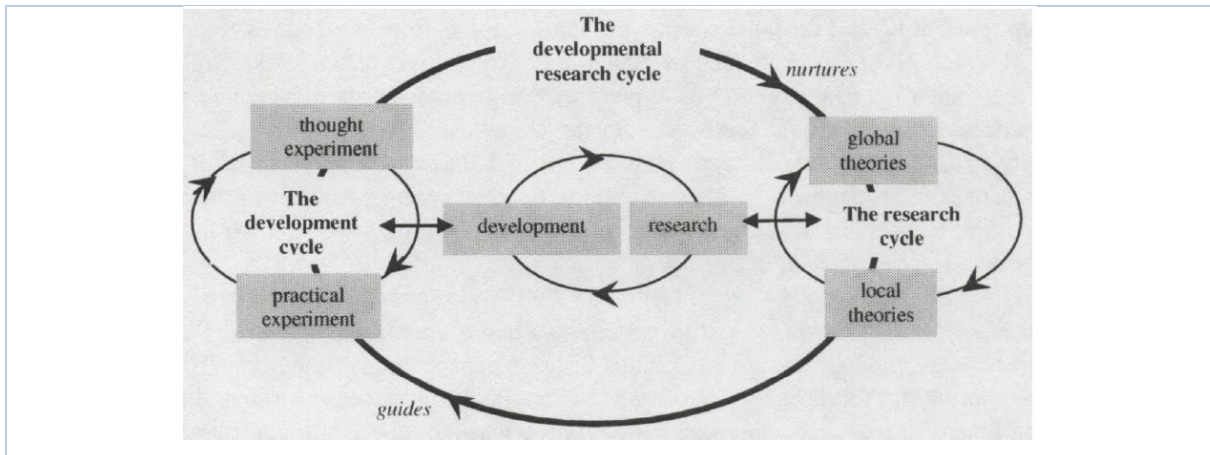 The
developmental
research cycle
nurtures
thought
experiment
global
theories
The
development
cycle
development
research
The research
cycle
practical
experiment
local
theories
guides